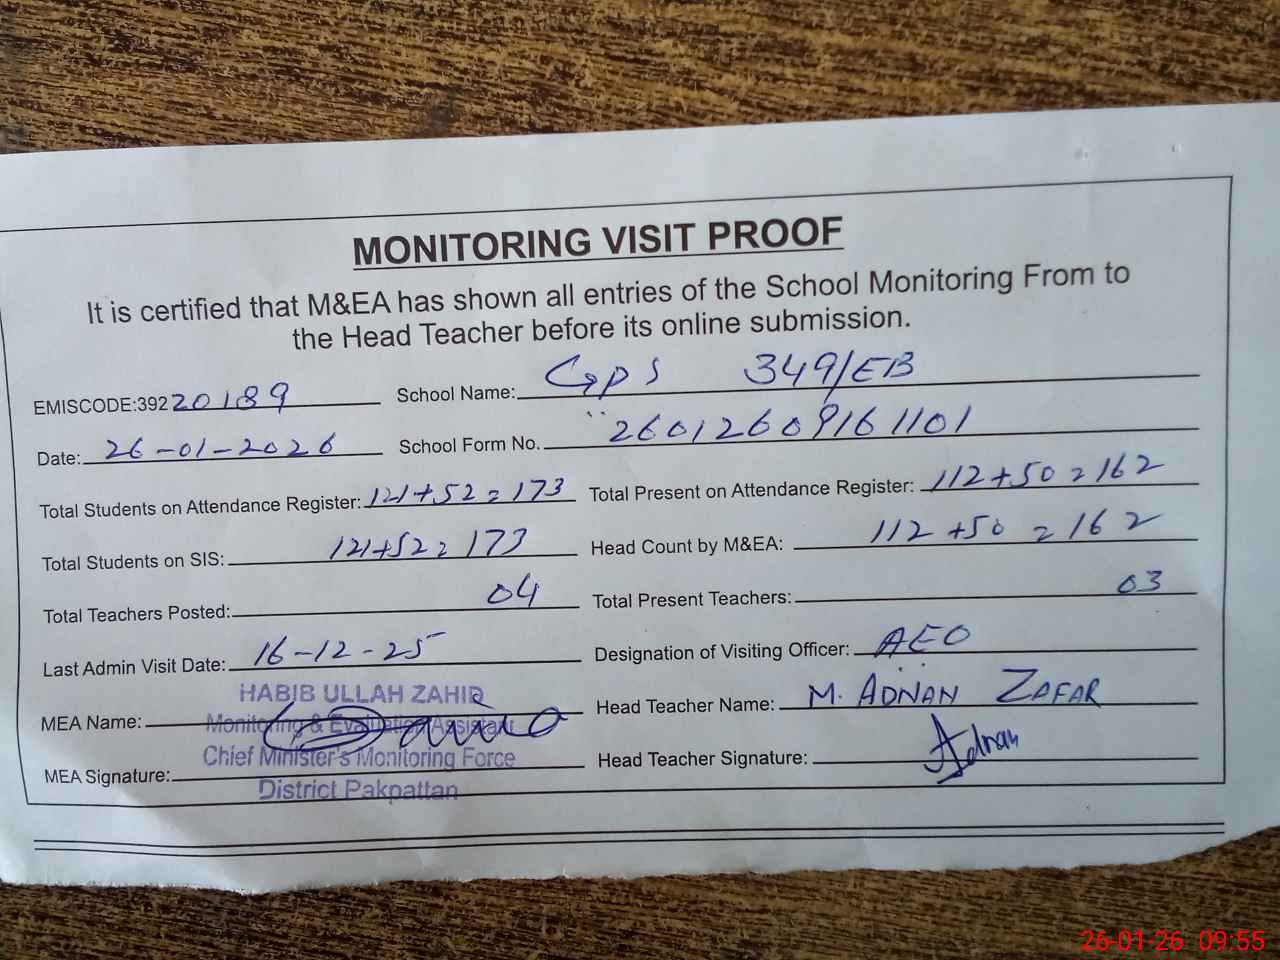 MONITORING VISIT PROOF
It is certified that M&EA has shown all entries of the School Monitoring From to
the Head Teacher before its online submission.
EMISCODE:39220189 School Name: GPS 349/EB
Date: 26-01-2026 School Form No. 26012609161101
Total Students on Attendance Register: 121+52=173 Total Present on Attendance Register: 112+50=162
Total Students on SIS: 121+52=173 Head Count by M&EA: 112+50=162
Total Teachers Posted: 04 Total Present Teachers: 03
Last Admin Visit Date: 16-12-25 Designation of Visiting Officer: AEO
HABIB ULLAH ZAHID
MEA Name: Monitoring & Evaluation Assistant Head Teacher Name: M. ADNAN ZAFAR
Chief Minister's Monitoring Force
MEA Signature: Head Teacher Signature: Adnan
District Pakpattan
26-01-26 09:55